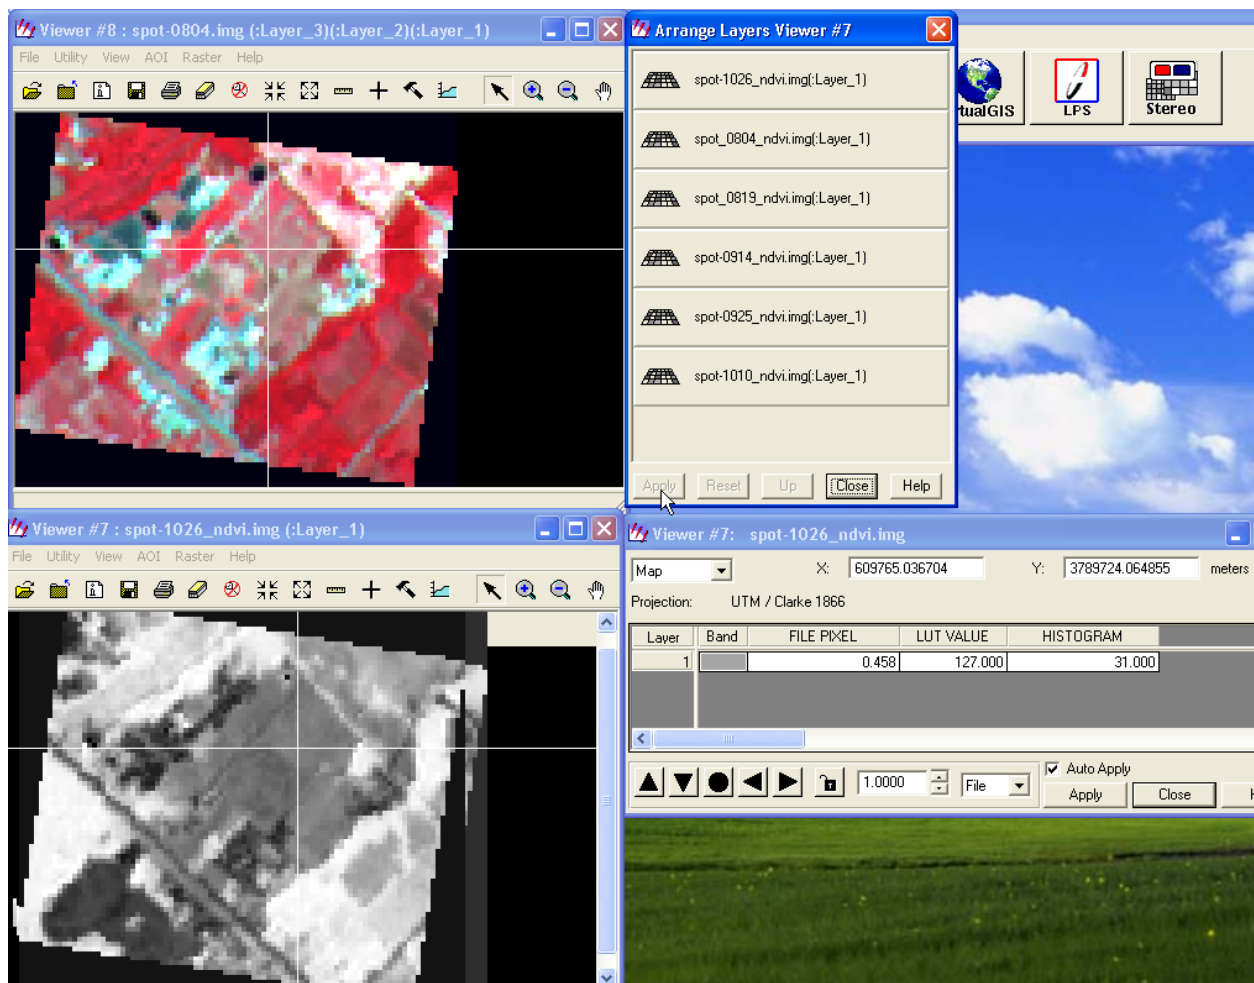 Viewer #8 : spot-0804.img (:Layer_3)(:Layer_2)(:Layer_1)
File Utility View AOI Raster Help
Arrange Layers Viewer #7
spot-1026_ndvi.img(:Layer_1)
spot_0804_ndvi.img(:Layer_1)
spot_0819_ndvi.img(:Layer_1)
spot-0914_ndvi.img(:Layer_1)
spot-0925_ndvi.img(:Layer_1)
spot-1010_ndvi.img(:Layer_1)
Apply Reset Up Close Help
tualGIS LPS Stereo
Viewer #7 : spot-1026_ndvi.img (:Layer_1)
File Utility View AOI Raster Help
Viewer #7: spot-1026_ndvi.img
Map X: 609765.036704 Y: 3789724.064855 meters
Projection: UTM / Clarke 1866
Layer Band FILE PIXEL LUT VALUE HISTOGRAM
1 0.458 127.000 31.000
1.0000 File Auto Apply
Apply Close H